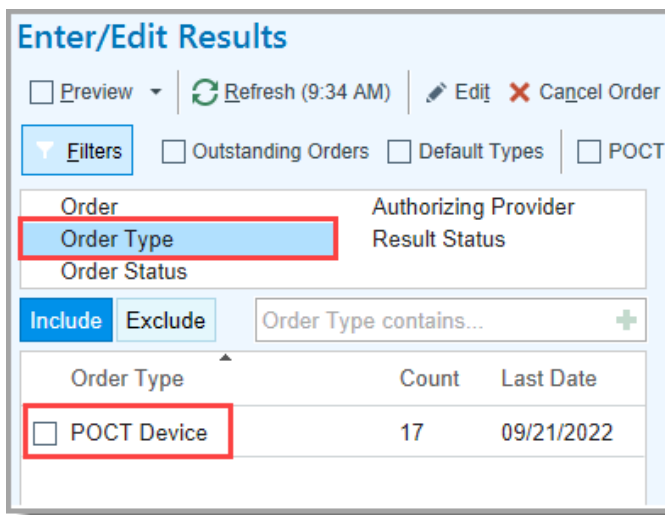 Enter/Edit Results
Preview Refresh (9:34 AM) Edit Cancel Order
Filters Outstanding Orders Default Types POCT
Order Authorizing Provider
Order Type Result Status
Order Status
Include Exclude Order Type contains...
Order Type Count Last Date
POCT Device 17 09/21/2022